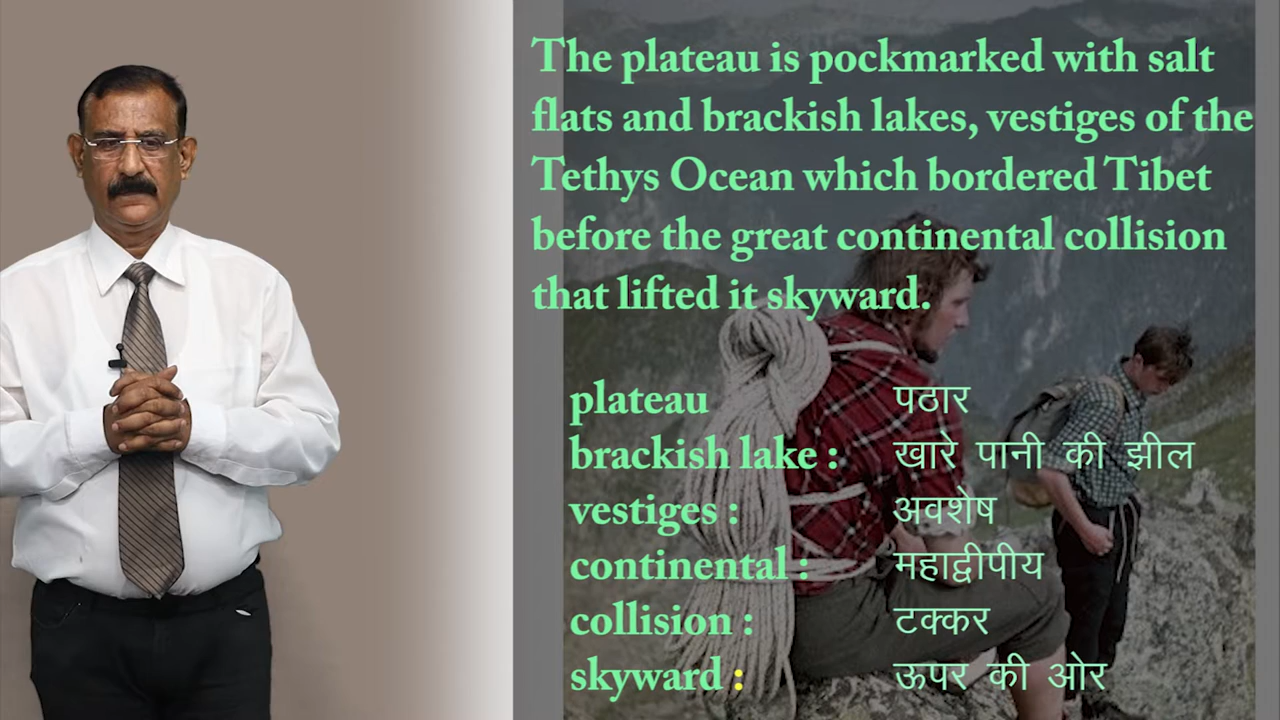 The plateau is pockmarked with salt
flats and brackish lakes, vestiges of the
Tethys Ocean which bordered Tibet
before the great continental collision
that lifted it skyward.
plateau पठार
brackish lake : खारे पानी की झील
vestiges : अवशेष
continental : महाद्वीपीय
collision : टक्कर
skyward : ऊपर की ओर